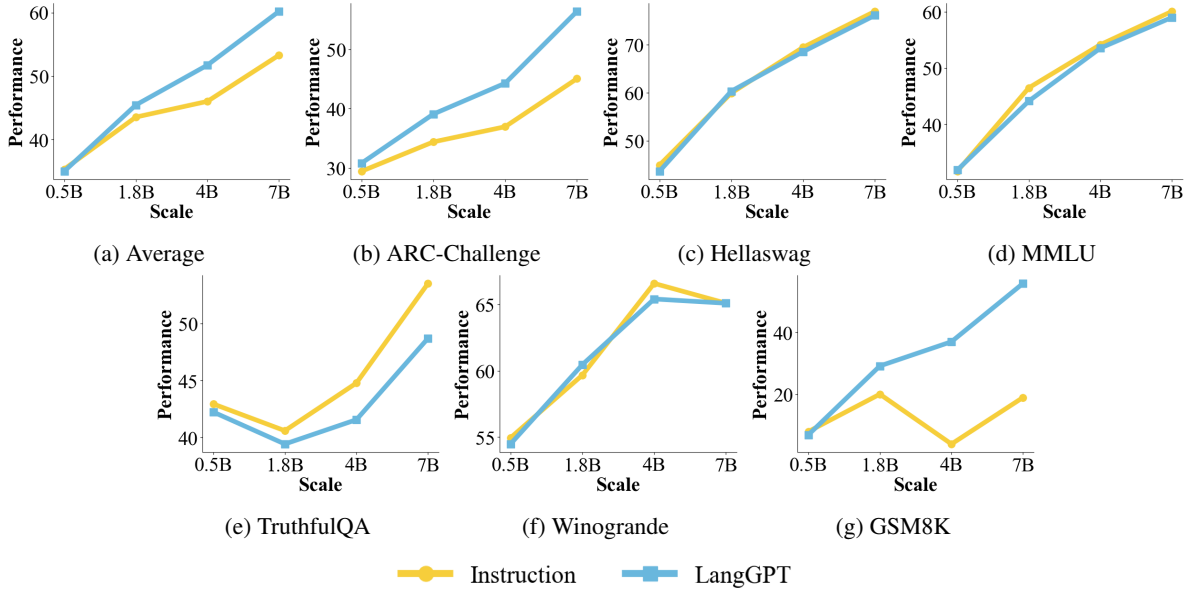 60
50
40
Performance
0.5B 1.8B 4B 7B
Scale
(a) Average
50
40
30
Performance
0.5B 1.8B 4B 7B
Scale
(b) ARC-Challenge
70
60
50
Performance
0.5B 1.8B 4B 7B
Scale
(c) Hellaswag
60
50
40
Performance
0.5B 1.8B 4B 7B
Scale
(d) MMLU
50
45
40
Performance
0.5B 1.8B 4B 7B
Scale
(e) TruthfulQA
65
60
55
Performance
0.5B 1.8B 4B 7B
Scale
(f) Winogrande
40
20
Performance
0.5B 1.8B 4B 7B
Scale
(g) GSM8K
Instruction
LangGPT